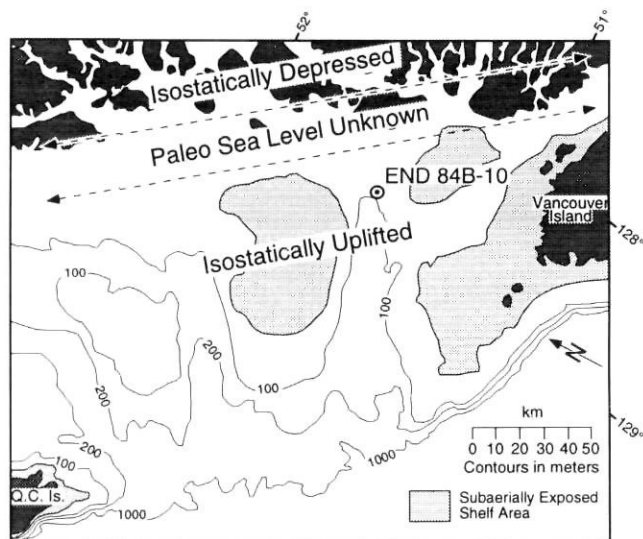 52°
51°
Isostatically Depressed
Paleo Sea Level Unknown
END 84B-10
Vancouver
Island
128°
Isostatically Uplifted
100
100
200
200
100
N
129°
km
0 10 20 30 40 50
Contours in meters
200
100
1000
Q.C. Is.
1000
Subaerially Exposed
Shelf Area